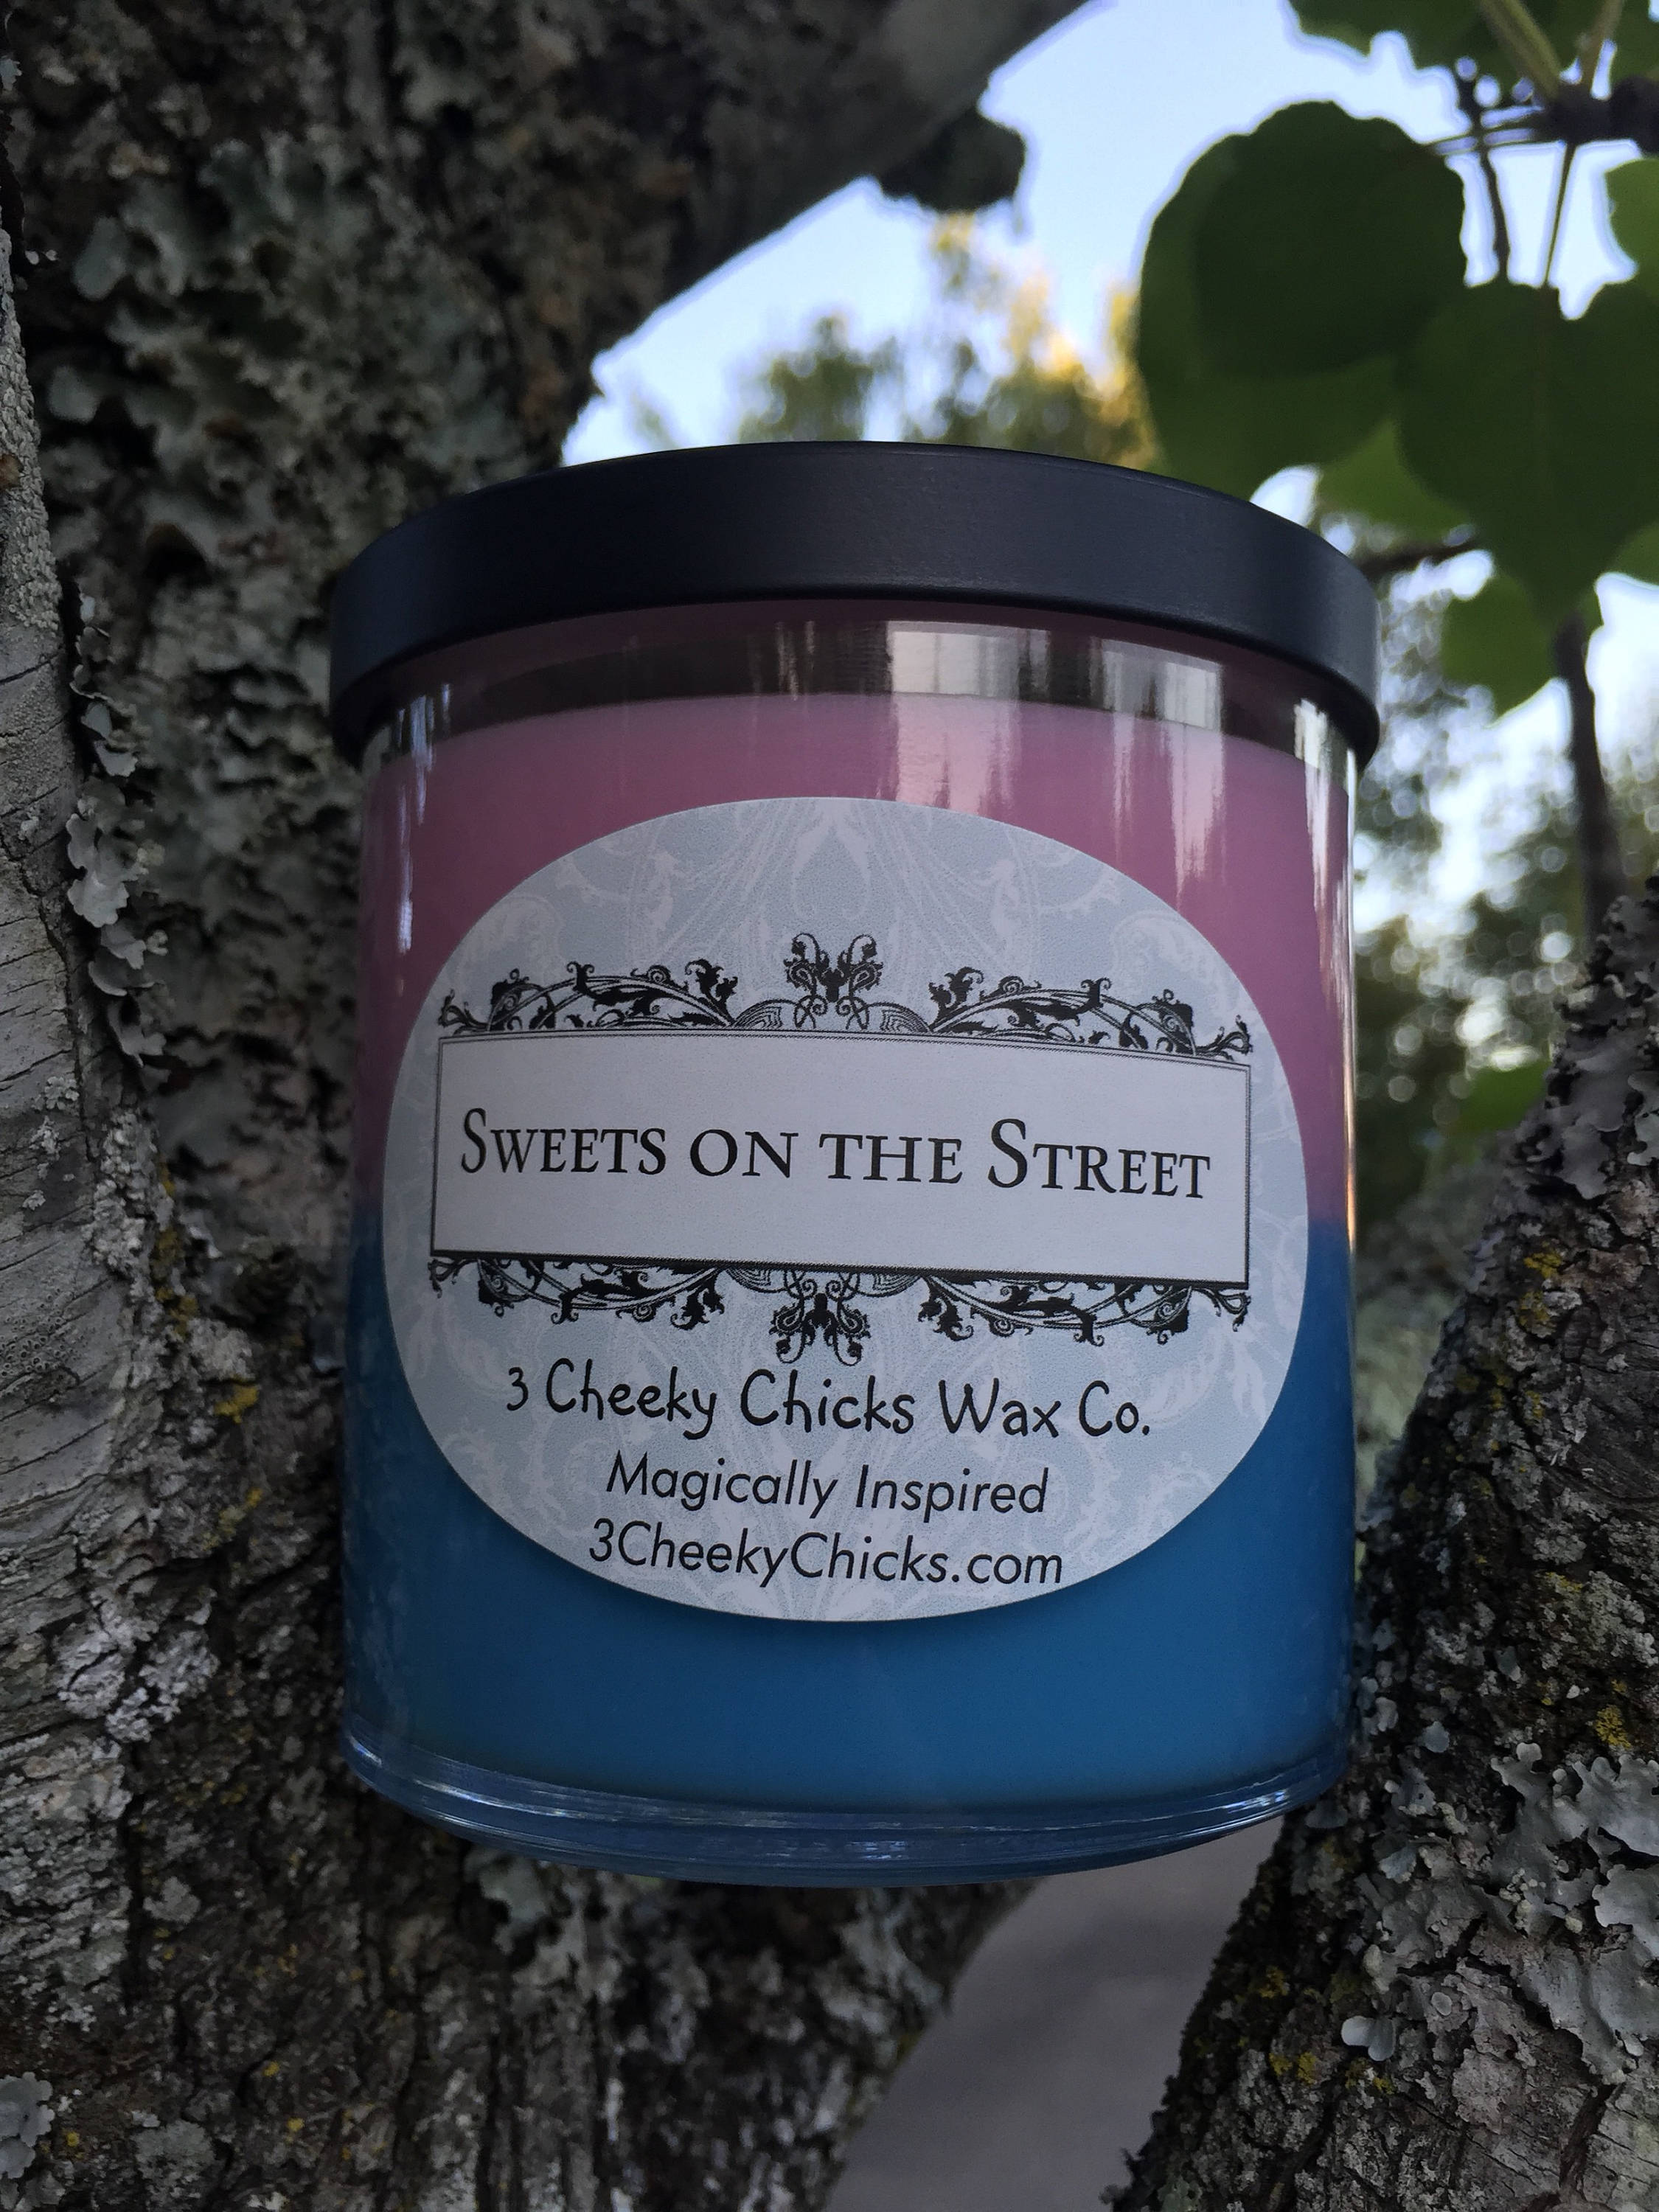 Sweets on the Street
3 Cheeky Chicks Wax Co.
Magically Inspired
3CheekyChicks.com